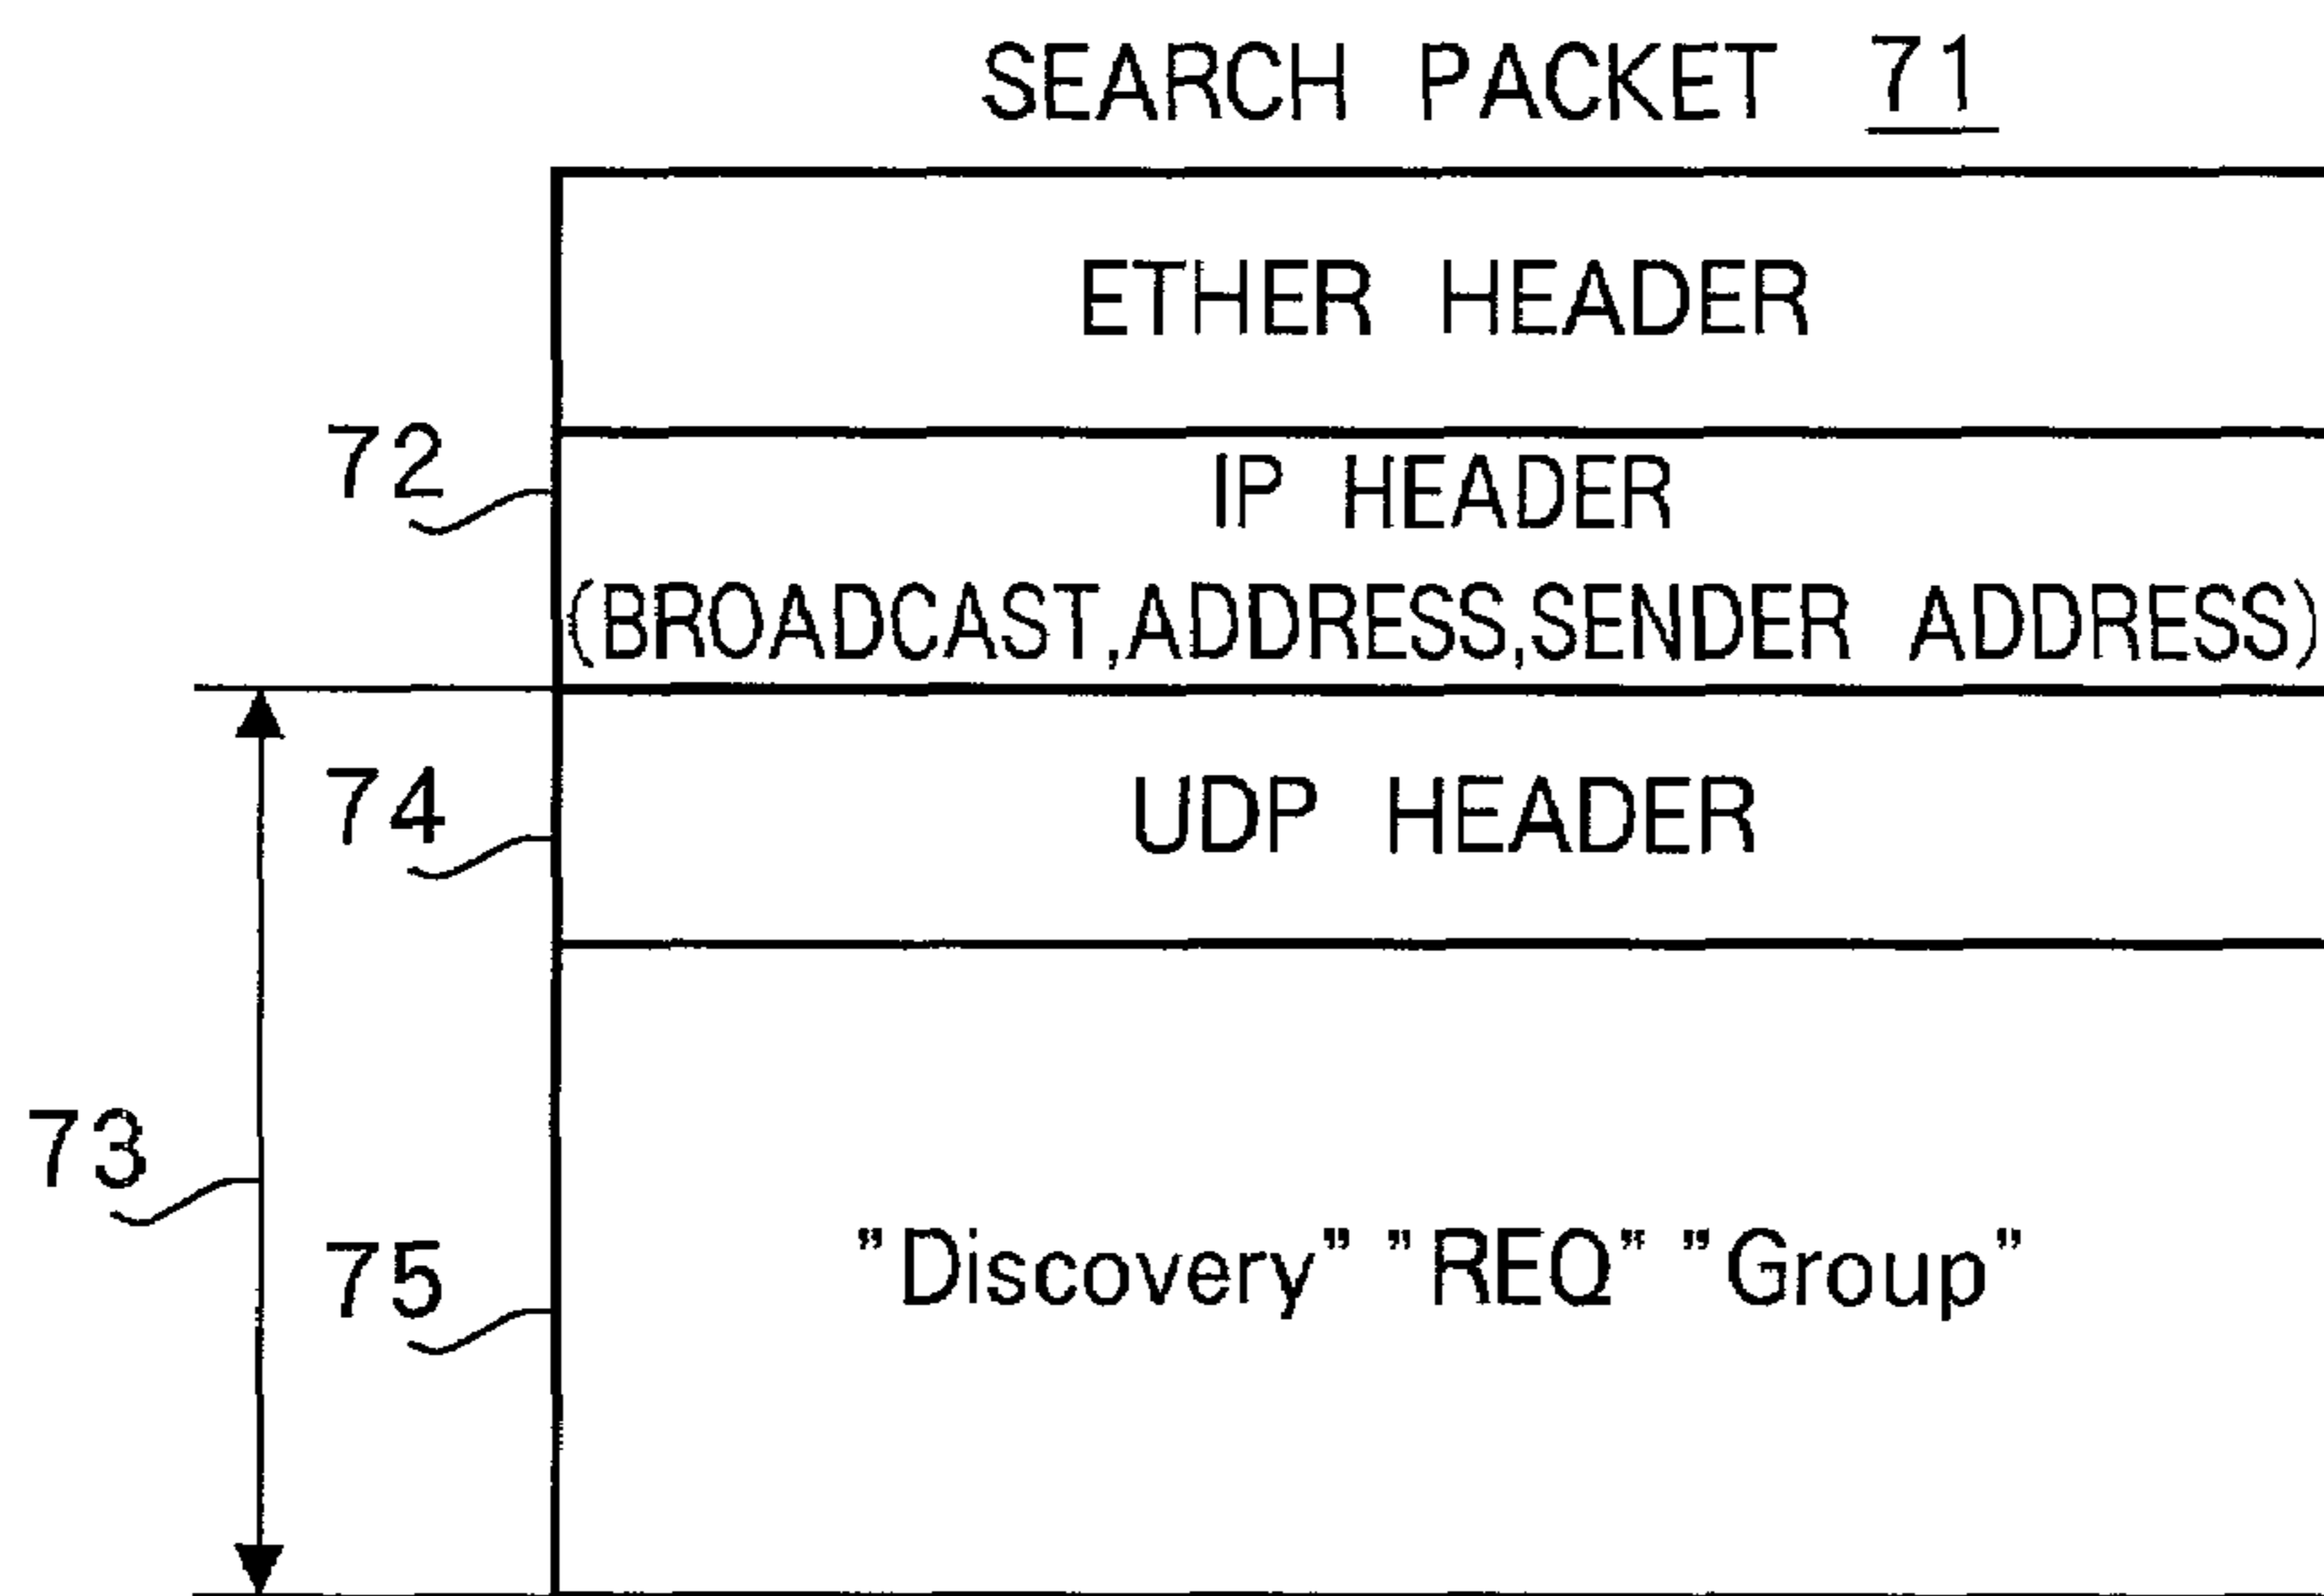 SEARCH PACKET 71
ETHER HEADER
72
IP HEADER
(BROADCAST,ADDRESS,SENDER ADDRESS)
74
UDP HEADER
73
75
"Discovery" "REQ" "Group"